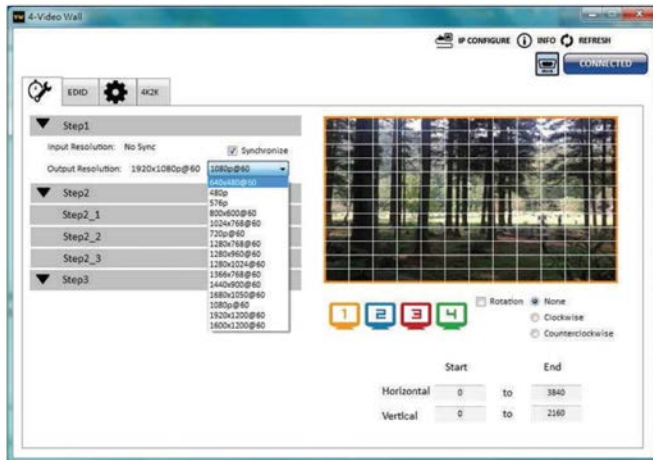 4-Video Wall
IP CONFIGURE INFO REFRESH
CONNECTED
EDID 4K2K
Step1
Input Resolution: No Sync Synchronize
Output Resolution: 1920x1080p@60 1080p@60
640x480@60
480p
576p
800x600@60
1024x768@60
720p@60
1280x768@60
1280x960@60
1280x1024@60
1366x768@60
1440x900@60
1680x1050@60
1080p@60
1920x1200@60
1600x1200@60
Step2
Step2_1
Step2_2
Step2_3
Step3
1 2 3 4
Rotation None
Clockwise
Counterclockwise
Start End
Horizontal 0 to 3840
Vertical 0 to 2160